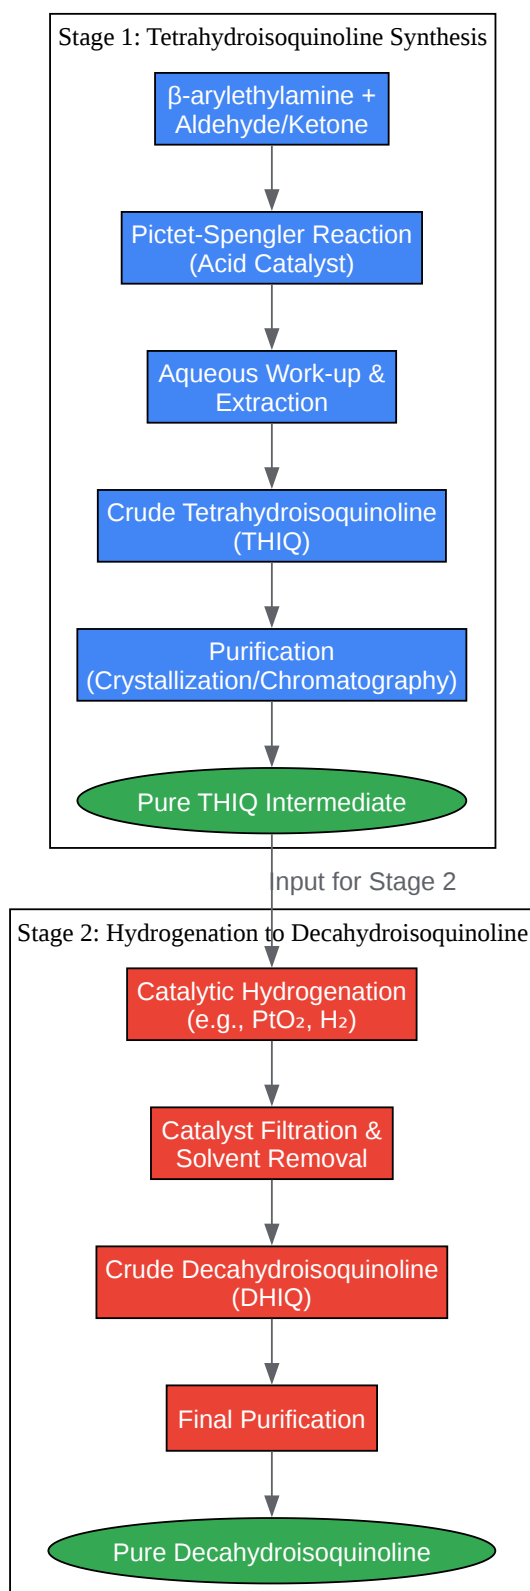 Stage 1: Tetrahydroisoquinoline Synthesis
β-arylethylamine +
Aldehyde/Ketone
Pictet-Spengler Reaction
(Acid Catalyst)
Aqueous Work-up &
Extraction
Crude Tetrahydroisoquinoline
(THIQ)
Purification
(Crystallization/Chromatography)
Pure THIQ Intermediate
Input for Stage 2
Stage 2: Hydrogenation to Decahydroisoquinoline
Catalytic Hydrogenation
(e.g., PtO₂, H₂)
Catalyst Filtration &
Solvent Removal
Crude Decahydroisoquinoline
(DHIQ)
Final Purification
Pure Decahydroisoquinoline